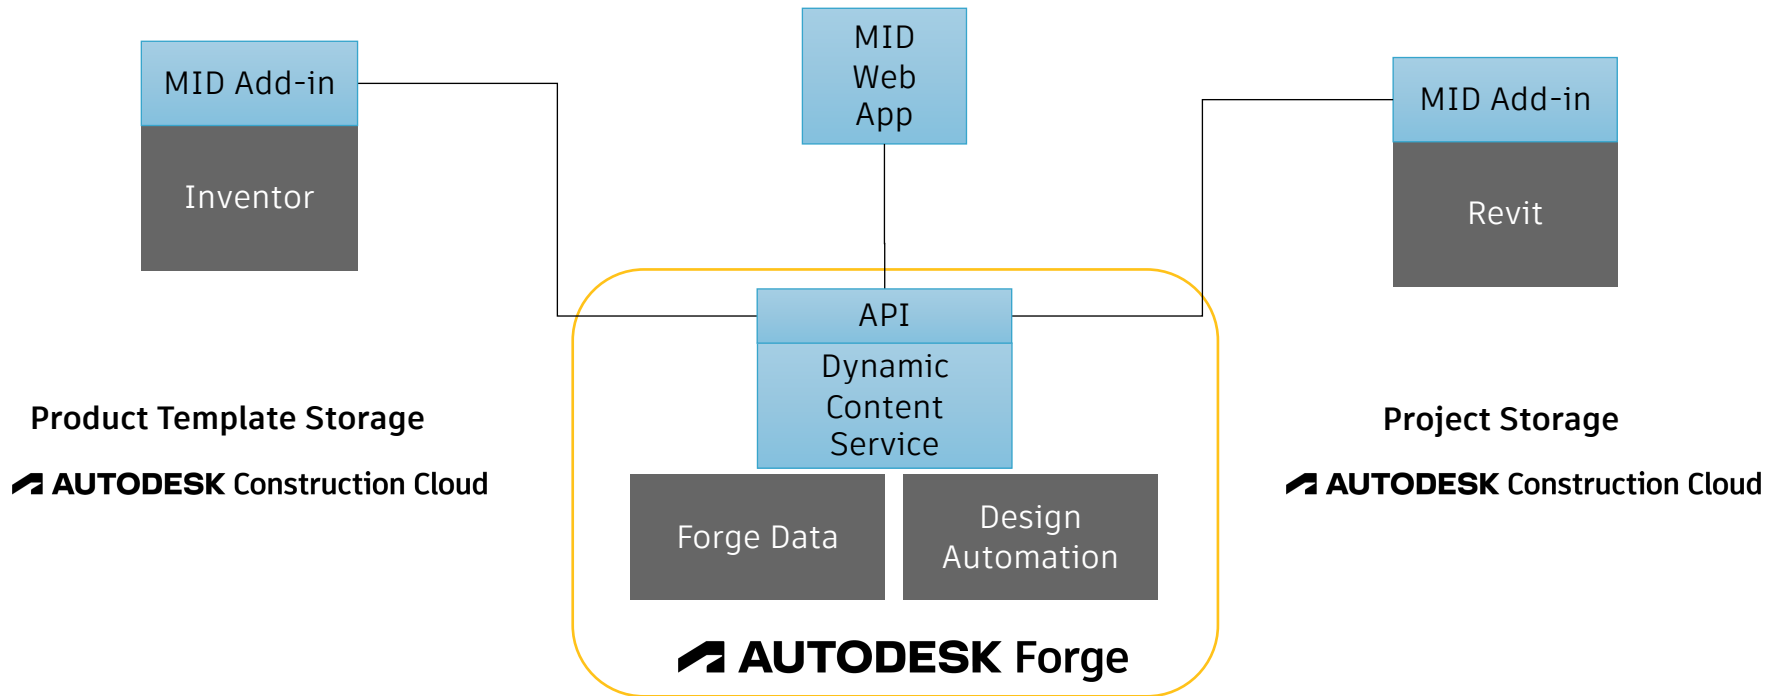 MID Add-in
Inventor
MID
Web
App
MID Add-in
Revit
API
Dynamic
Content
Service
Product Template Storage
AUTODESK Construction Cloud
Project Storage
AUTODESK Construction Cloud
Forge Data
Design
Automation
AUTODESK Forge